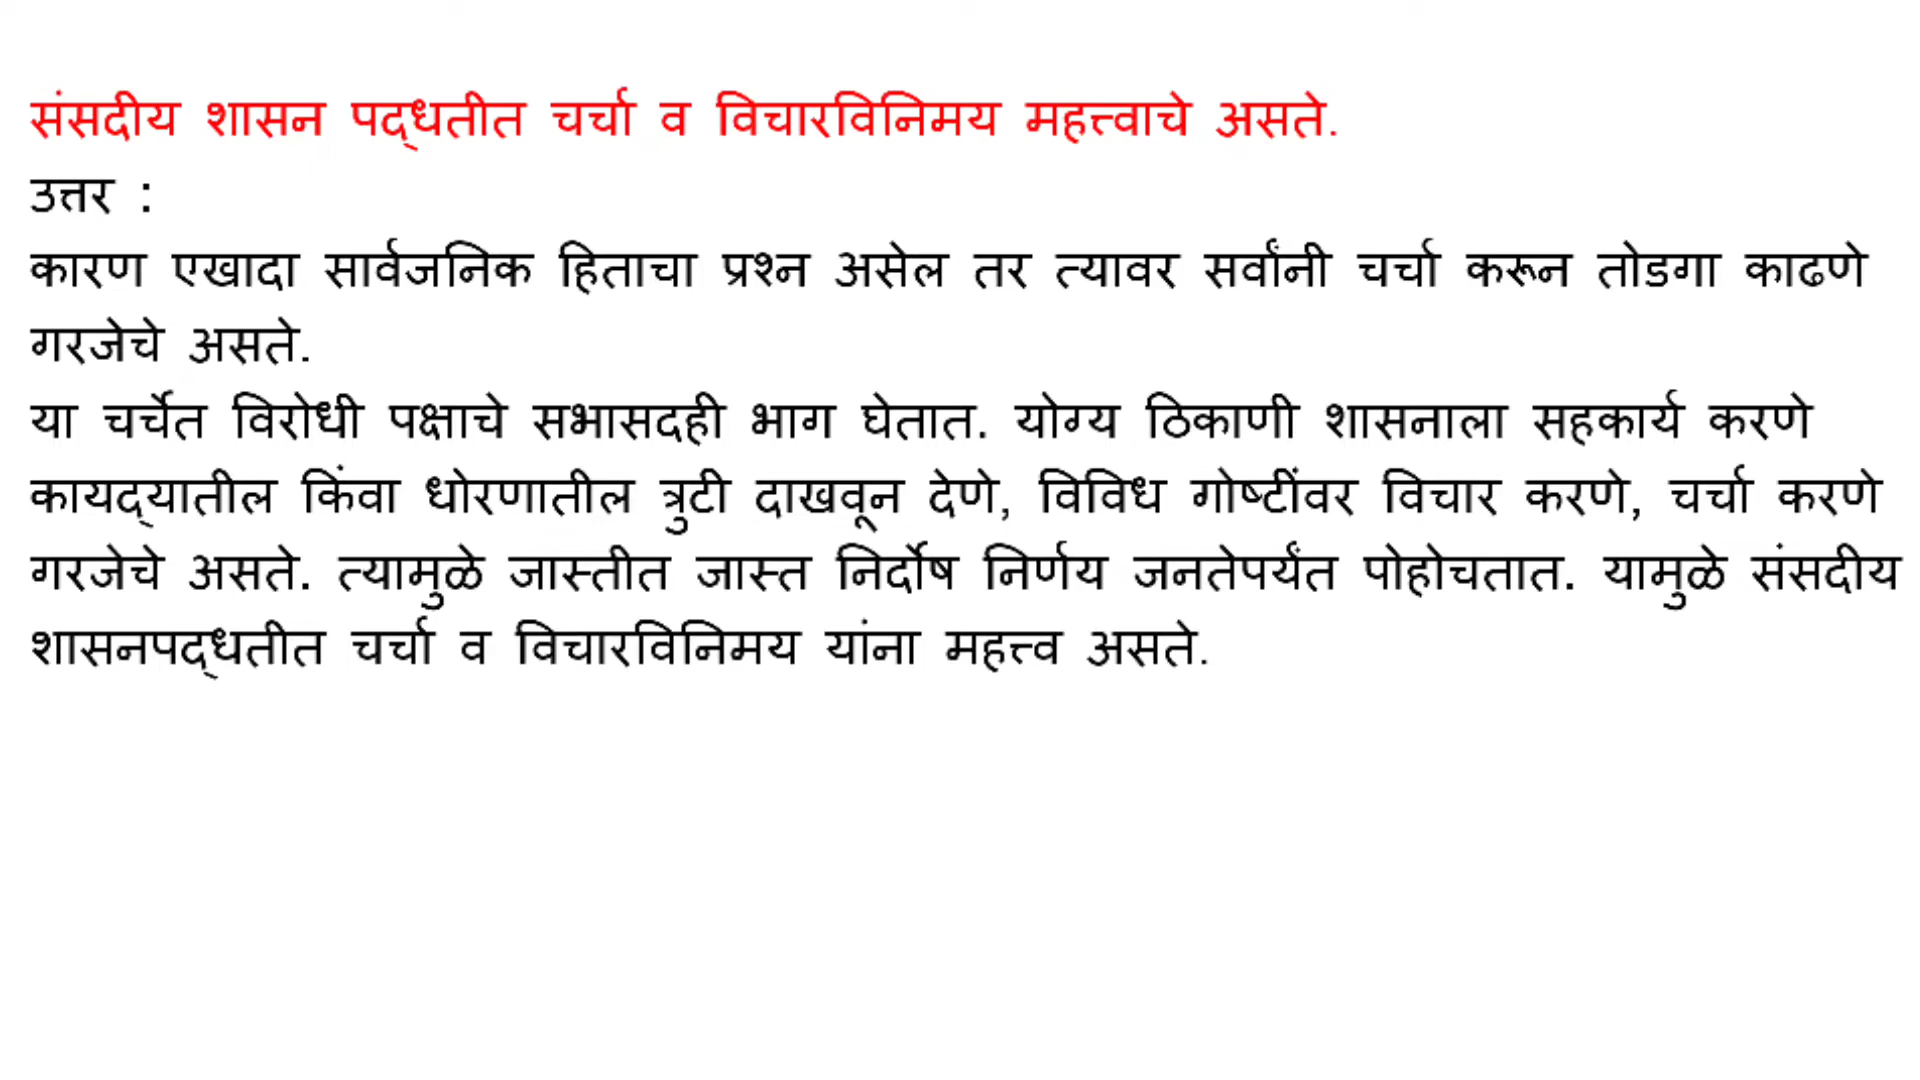 संसदीय शासन पद्धतीत चर्चा व विचारविनिमय महत्त्वाचे असते.
उत्तर :
कारण एखादा सार्वजनिक हिताचा प्रश्न असेल तर त्यावर सर्वांनी चर्चा करून तोडगा काढणे
गरजेचे असते.
या चर्चेत विरोधी पक्षाचे सभासदही भाग घेतात. योग्य ठिकाणी शासनाला सहकार्य करणे
कायद्यातील किंवा धोरणातील त्रुटी दाखवून देणे, विविध गोष्टींवर विचार करणे, चर्चा करणे
गरजेचे असते. त्यामुळे जास्तीत जास्त निर्दोष निर्णय जनतेपर्यंत पोहोचतात. यामुळे संसदीय
शासनपद्धतीत चर्चा व विचारविनिमय यांना महत्त्व असते.